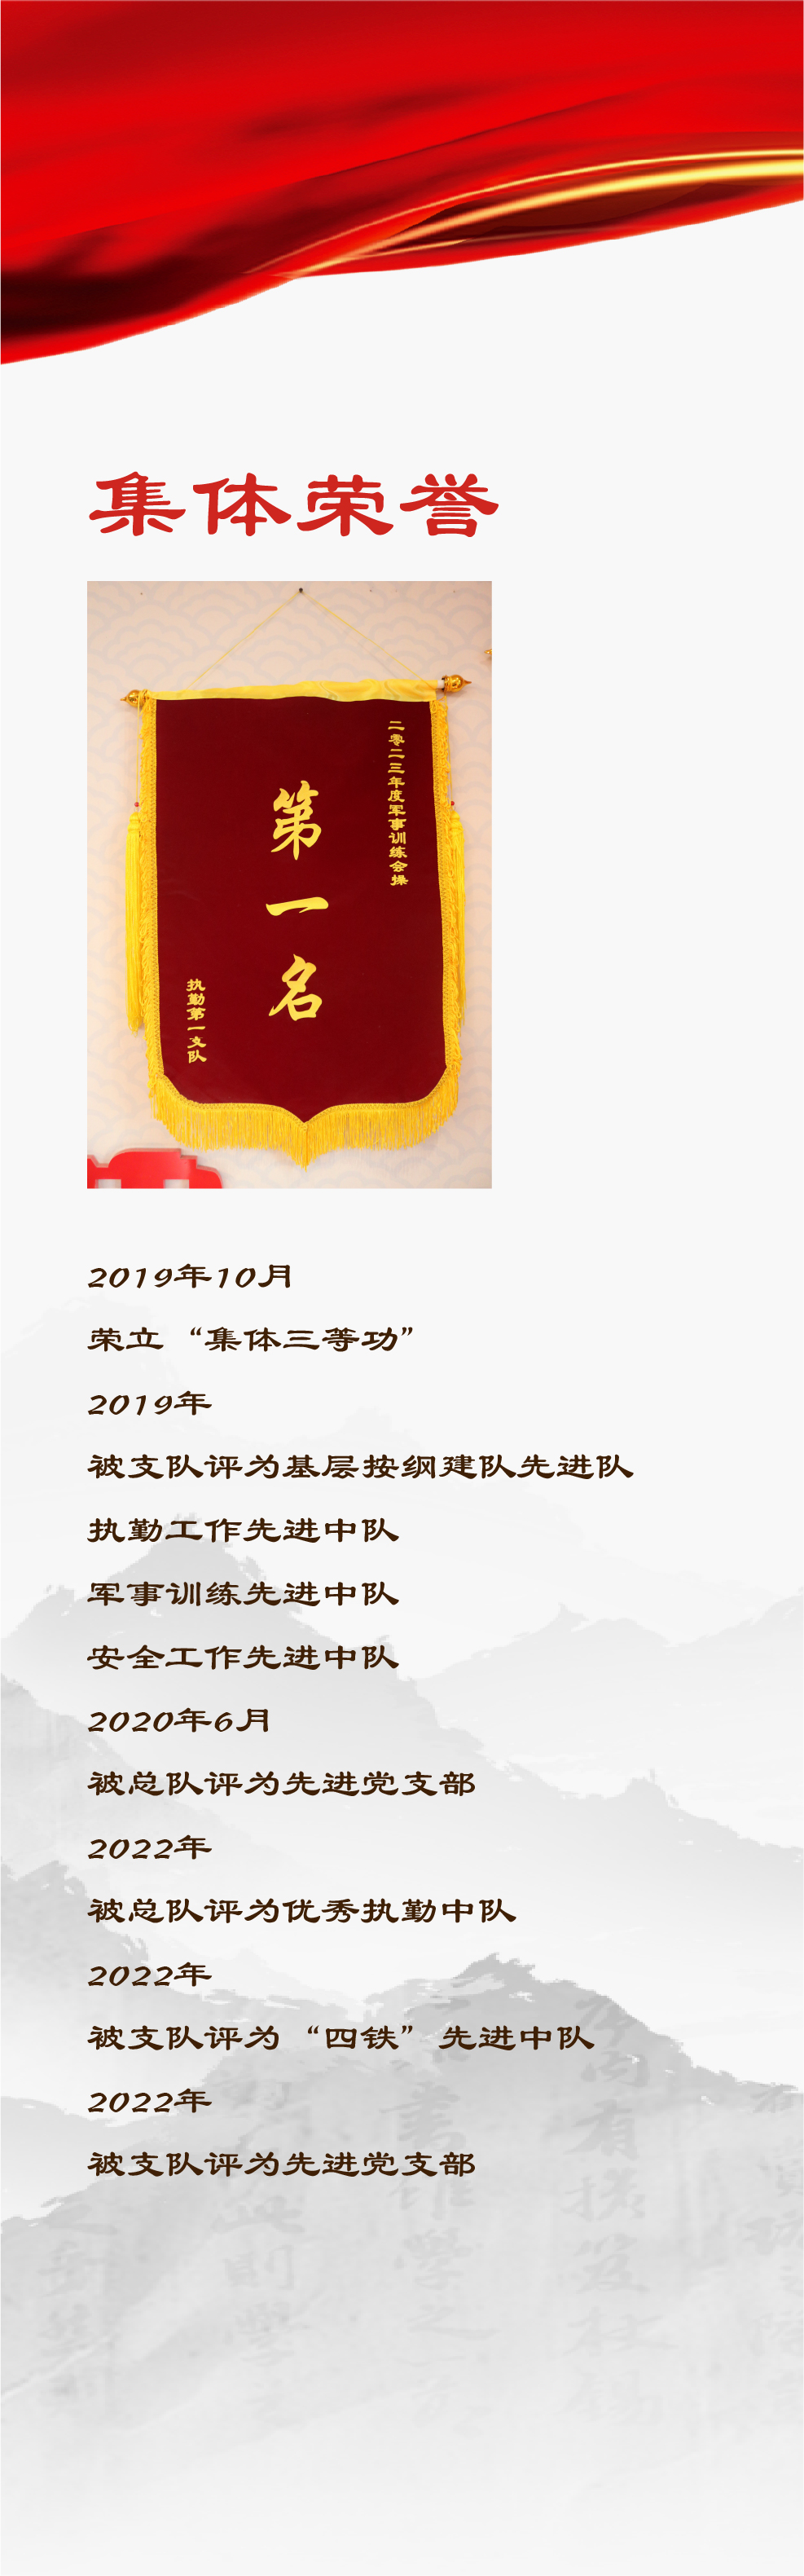 集体荣誉
二零二三年度军事训练会操
第一名
执勤第一支队
2019年10月
荣立“集体三等功”
2019年
被支队评为基层按纲建队先进队
执勤工作先进中队
军事训练先进中队
安全工作先进中队
2020年6月
被总队评为先进党支部
2022年
被总队评为优秀执勤中队
2022年
被支队评为“四铁”先进中队
2022年
被支队评为先进党支部